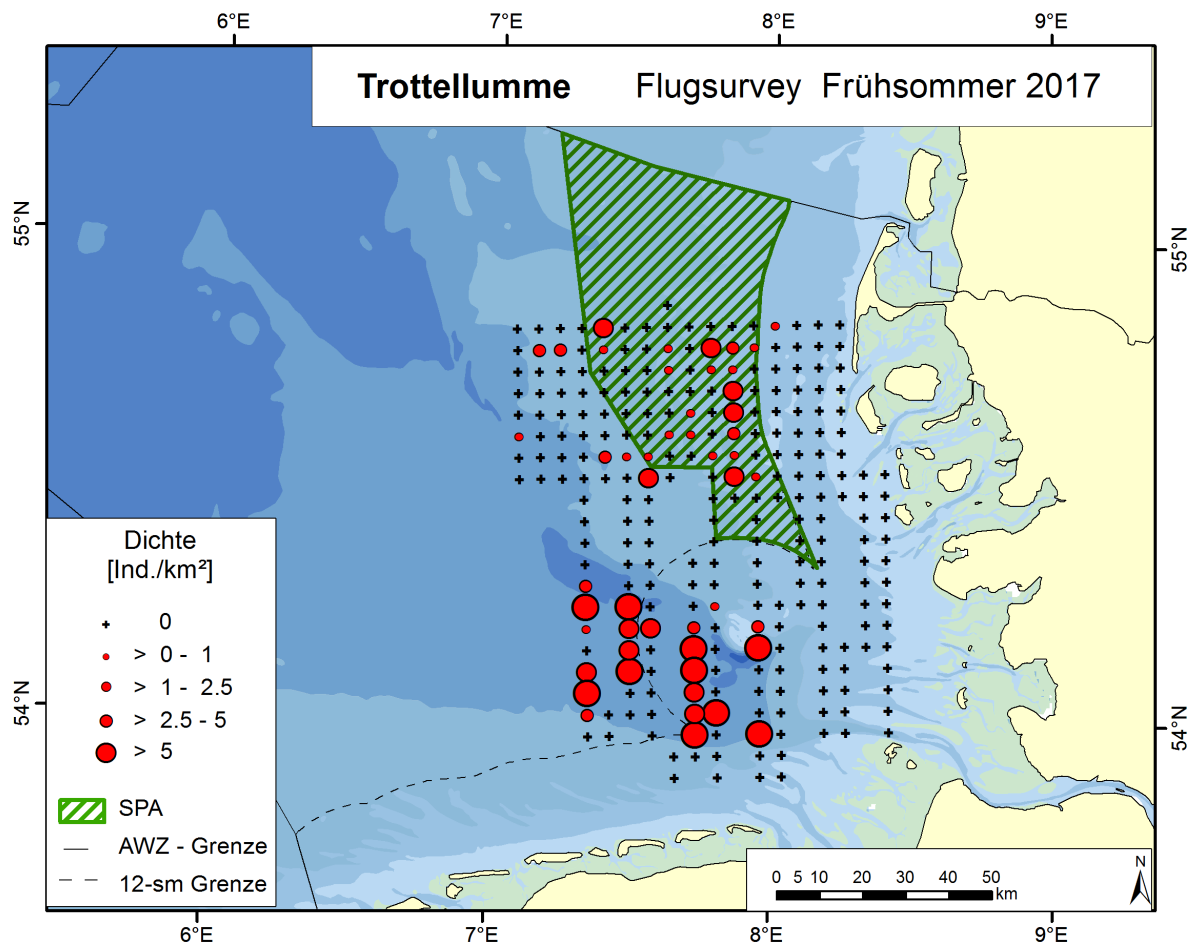 6°E 7°E 8°E 9°E
Trottellumme Flugsurvey Frühsommer 2017
55°N 55°N
Dichte
[Ind./km²]
0
> 0 - 1
> 1 - 2.5
> 2.5 - 5
> 5
SPA
AWZ - Grenze
12-sm Grenze
54°N 54°N
N
0 5 10 20 30 40 50
km
6°E 7°E 8°E 9°E